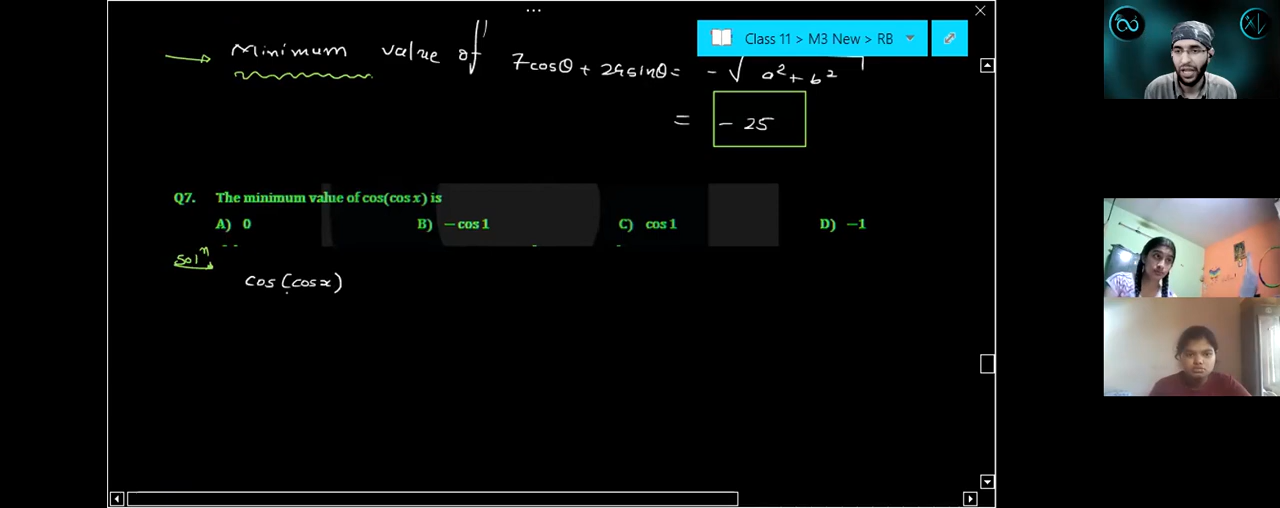 ...
Class 11 > M3 New > RB
→ Minimum value of 7cosθ + 24sinθ = - √a² + b²
= - 25
Q7. The minimum value of cos(cos x) is
A) 0 B) − cos 1 C) cos 1 D) −1
Solⁿ
cos(cosx)